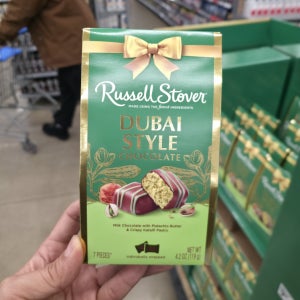 Russell Stover
MADE USING THE finest INGREDIENTS
DUBAI
STYLE
CHOCOLATE
Milk Chocolate with Pistachio Butter
& Crispy Kataifi Pastry
7 PIECES
individually wrapped
NET WT
4.2 OZ (119 g)